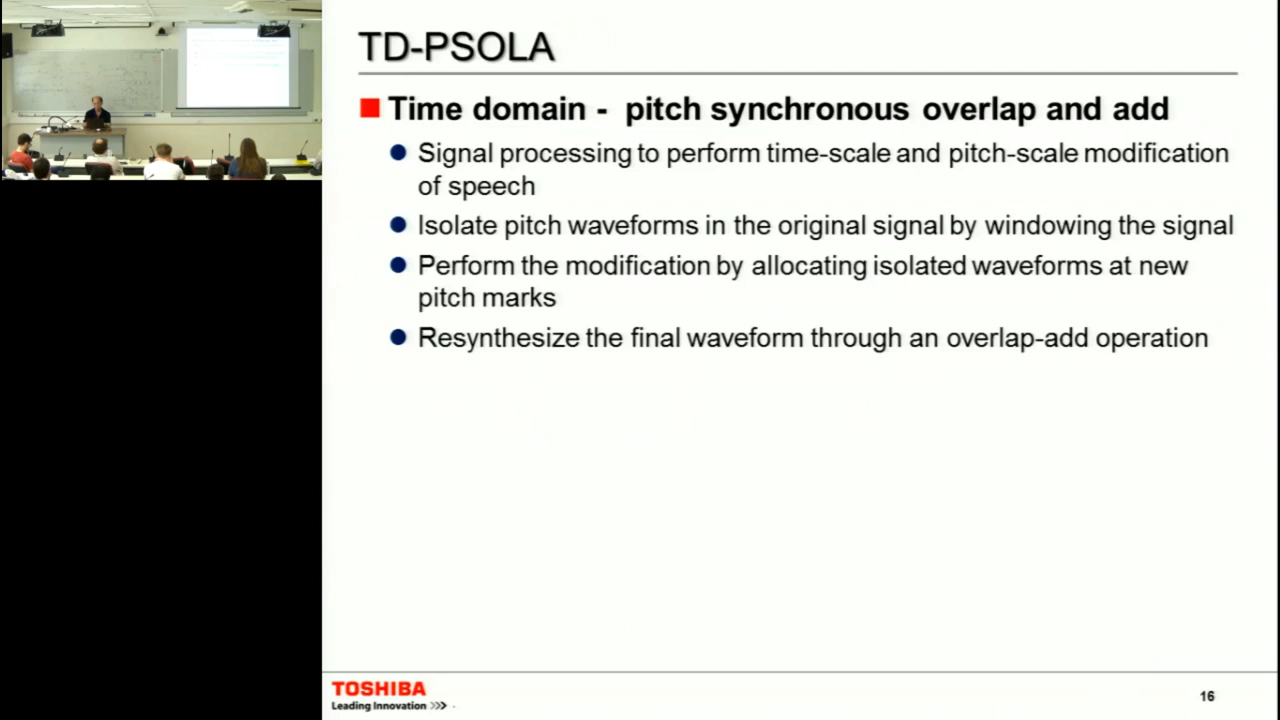 TD-PSOLA
Time domain - pitch synchronous overlap and add
Signal processing to perform time-scale and pitch-scale modification
of speech
Isolate pitch waveforms in the original signal by windowing the signal
Perform the modification by allocating isolated waveforms at new
pitch marks
Resynthesize the final waveform through an overlap-add operation
TOSHIBA
Leading Innovation >>>
16